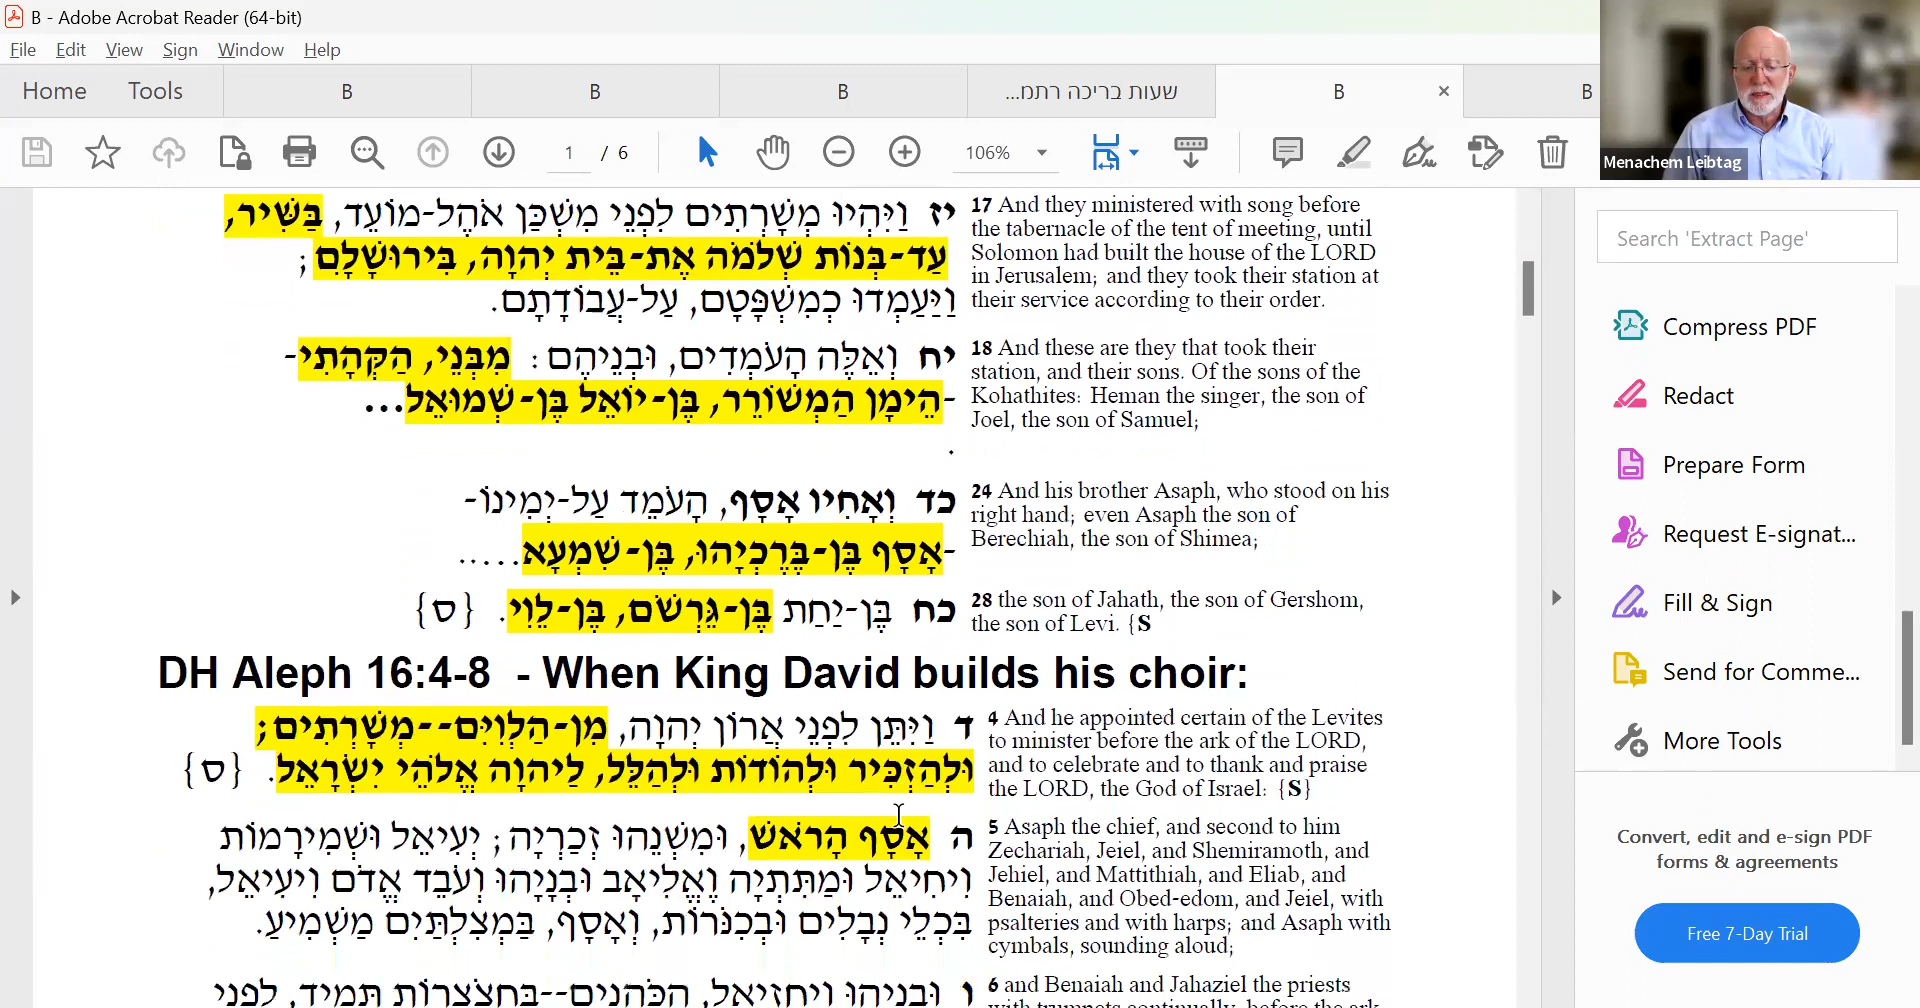 B - Adobe Acrobat Reader (64-bit)
File Edit View Sign Window Help
Home Tools B B B שעות בריכה רתמ... B × B
1 / 6 106%
Menachem Leibtag
יז וַיִּהְיוּ מְשָׁרְתִים לִפְנֵי מִשְׁכַּן אֹהֶל-מוֹעֵד, בַּשִּׁיר,
עַד-בְּנוֹת שְׁלֹמֹה אֶת-בֵּית יְהוָה, בִּירוּשָׁלִָם;
וַיַּעַמְדוּ כְמִשְׁפָּטָם, עַל-עֲבוֹדָתָם.
17 And they ministered with song before
the tabernacle of the tent of meeting, until
Solomon had built the house of the LORD
in Jerusalem; and they took their station at
their service according to their order.
יח וְאֵלֶּה הָעֹמְדִים, וּבְנֵיהֶם: מִבְּנֵי, הַקְּהָתִי-
-הֵימָן הַמְשׁוֹרֵר, בֶּן-יוֹאֵל בֶּן-שְׁמוּאֵל...
.
18 And these are they that took their
station, and their sons. Of the sons of the
Kohathites: Heman the singer, the son of
Joel, the son of Samuel;
כד וְאָחִיו אָסָף, הָעֹמֵד עַל-יְמִינוֹ-
-אָסָף בֶּן-בֶּרֶכְיָהוּ, בֶּן-שִׁמְעָא.....
24 And his brother Asaph, who stood on his
right hand; even Asaph the son of
Berechiah, the son of Shimea;
כח בֶּן-יַחַת בֶּן-גֵּרְשֹׁם, בֶּן-לֵוִי. {ס}
28 the son of Jahath, the son of Gershom,
the son of Levi. {S
DH Aleph 16:4-8 - When King David builds his choir:
ד וַיִּתֵּן לִפְנֵי אֲרוֹן יְהוָה, מִן-הַלְוִיִּם--מְשָׁרְתִים;
וּלְהַזְכִּיר וּלְהוֹדוֹת וּלְהַלֵּל, לַיהוָה אֱלֹהֵי יִשְׂרָאֵל. {ס}
4 And he appointed certain of the Levites
to minister before the ark of the LORD,
and to celebrate and to thank and praise
the LORD, the God of Israel: {S}
ה אָסָף הָרֹאשׁ, וּמִשְׁנֵהוּ זְכַרְיָה; יְעִיאֵל וּשְׁמִירָמוֹת
וִיחִיאֵל וּמַתִּתְיָה וֶאֱלִיאָב וּבְנָיָהוּ וְעֹבֵד אֱדֹם וִיעִיאֵל,
בִּכְלֵי נְבָלִים וּבְכִנֹּרוֹת, וְאָסָף, בַּמְצִלְתַּיִם מַשְׁמִיעַ.
5 Asaph the chief, and second to him
Zechariah, Jeiel, and Shemiramoth, and
Jehiel, and Mattithiah, and Eliab, and
Benaiah, and Obed-edom, and Jeiel, with
psalteries and with harps; and Asaph with
cymbals, sounding aloud;
ו וּבְנָיָהוּ וְיַחֲזִיאֵל, הַכֹּהֲנִים--בַּחֲצֹצְרוֹת תָּמִיד, לִפְנֵי
6 and Benaiah and Jahaziel the priests
with trumpets continually, before the ark
Search 'Extract Page'
Compress PDF
Redact
Prepare Form
Request E-signat...
Fill & Sign
Send for Comme...
More Tools
Convert, edit and e-sign PDF
forms & agreements
Free 7-Day Trial